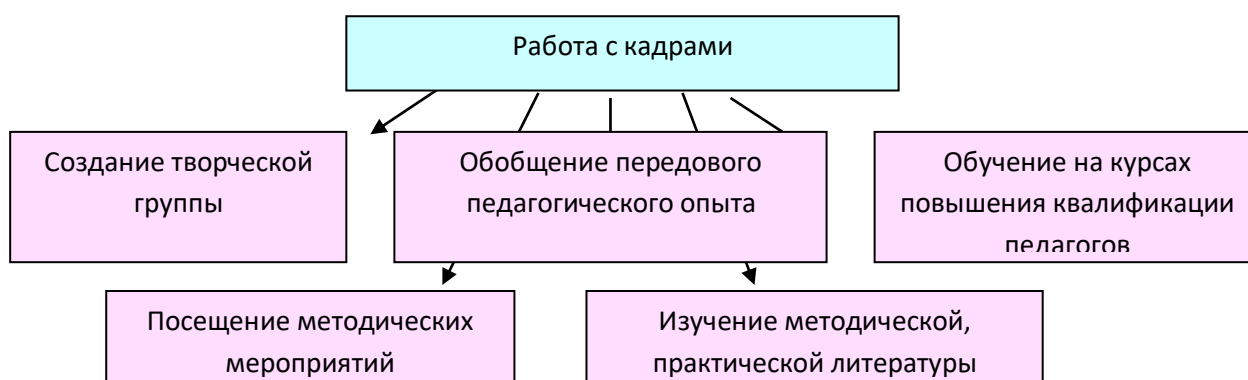 Работа с кадрами
Создание творческой
группы
Обобщение передового
педагогического опыта
Обучение на курсах
повышения квалификации
педагогов
Посещение методических
мероприятий
Изучение методической,
практической литературы